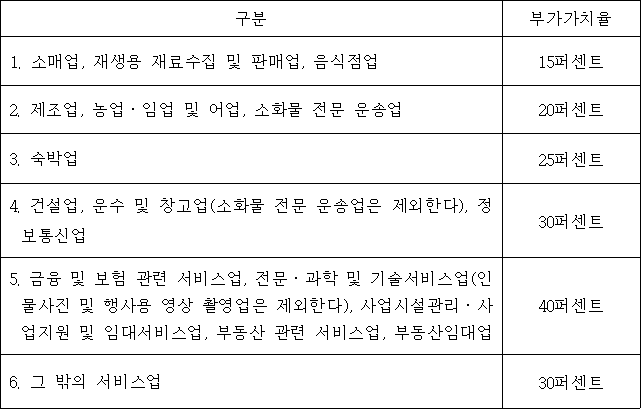 구분
부가가치율
1. 소매업, 재생용 재료수집 및 판매업, 음식점업
15퍼센트
2. 제조업, 농업·임업 및 어업, 소화물 전문 운송업
20퍼센트
3. 숙박업
25퍼센트
4. 건설업, 운수 및 창고업(소화물 전문 운송업은 제외한다), 정
보통신업
30퍼센트
5. 금융 및 보험 관련 서비스업, 전문·과학 및 기술서비스업(인
물사진 및 행사용 영상 촬영업은 제외한다), 사업시설관리·사
업지원 및 임대서비스업, 부동산 관련 서비스업, 부동산임대업
40퍼센트
6. 그 밖의 서비스업
30퍼센트